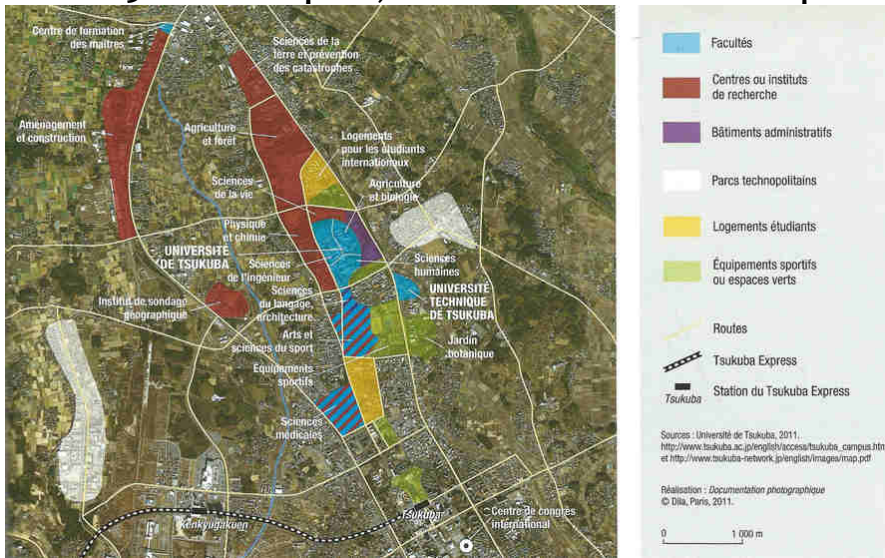 Centre de formation
des maîtres
Sciences de la
terre et prévention
des catastrophes
Aménagement
et construction
Agriculture
et forêt
Logements
pour les étudiants
internationaux
Sciences
de la vie
Agriculture
et biologie
Physique
et chimie
UNIVERSITÉ
DE TSUKUBA
Sciences
de l'ingénieur
Sciences
humaines
Institut de sondage
géographique
Sciences
du langage,
architecture
UNIVERSITÉ
TECHNIQUE
DE TSUKUBA
Arts et
sciences du sport
Jardin
botanique
Équipements
sportifs
Sciences
médicales
Kenkyugakuen
Tsukuba
Centre de congrès
international
Facultés
Centres ou instituts
de recherche
Bâtiments administratifs
Parcs technopolitains
Logements étudiants
Équipements sportifs
ou espaces verts
Routes
Tsukuba Express
Tsukuba
Station du Tsukuba Express
Sources : Université de Tsukuba, 2011.
http://www.tsukuba.ac.jp/english/access/tsukuba_campus.htm
et http://www.tsukuba-network.jp/english/images/map.pdf
Réalisation : Documentation photographique
© Dila, Paris, 2011.
0 1 000 m